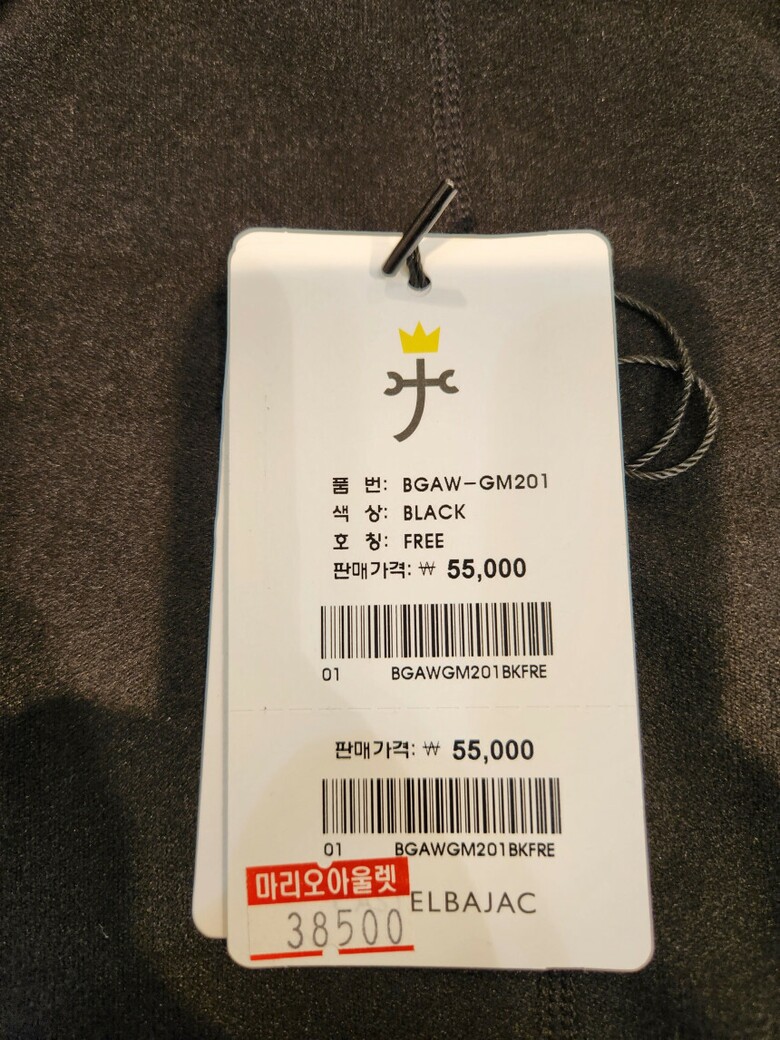 품 번: BGAW-GM201
색 상: BLACK
호 칭: FREE
판매가격: ₩ 55,000
01 BGAWGM201BKFRE
판매가격: ₩ 55,000
01 BGAWGM201BKFRE
마리오아울렛
38500
ELBAJAC